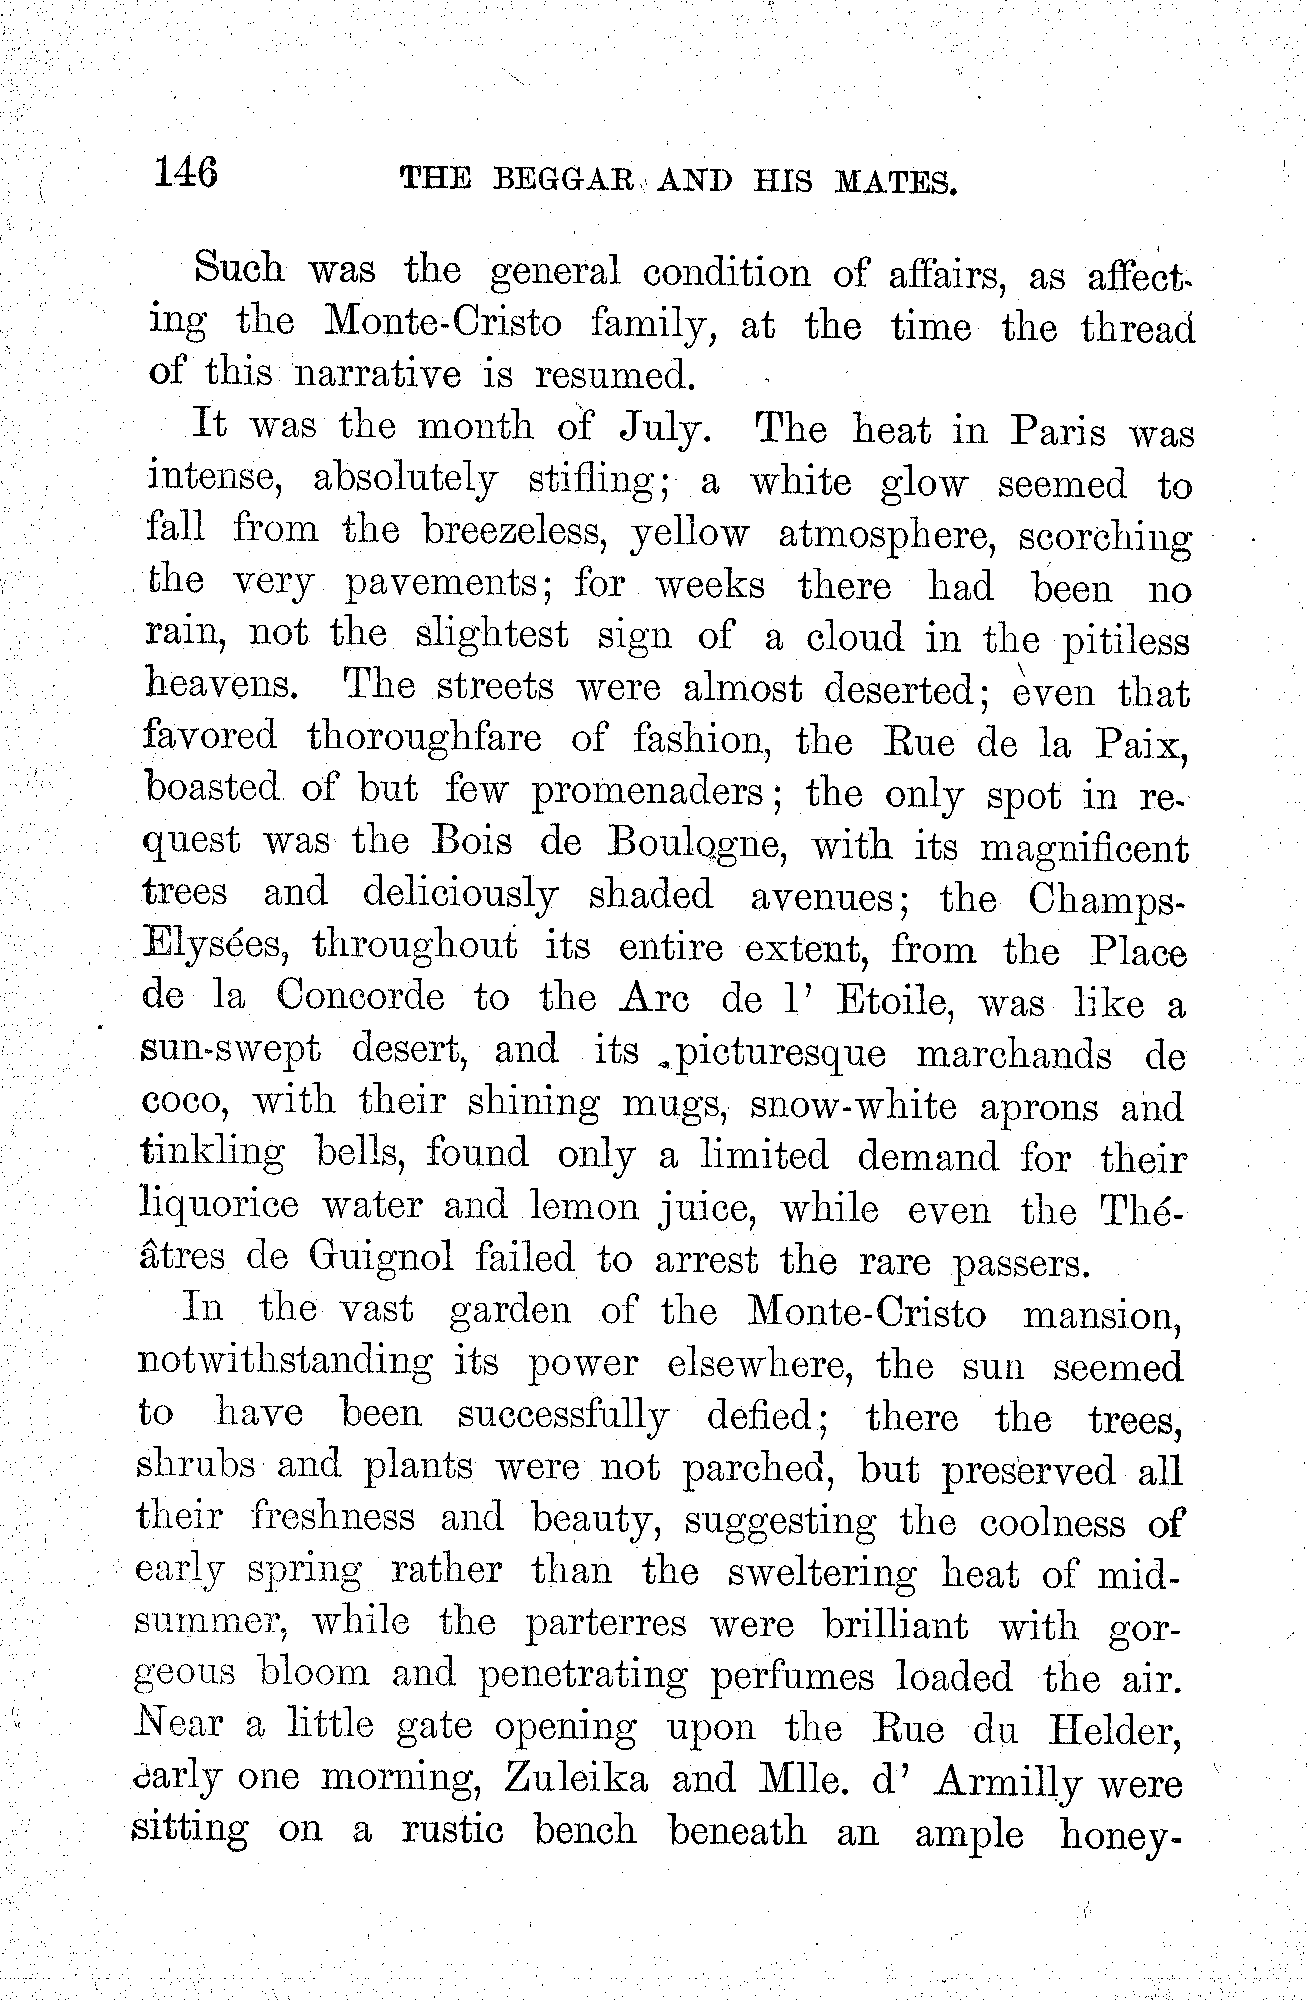 146 THE BEGGAR AND HIS MATES.
Such was the general condition of affairs, as affect-
ing the Monte-Cristo family, at the time the thread
of this narrative is resumed.
It was the month of July. The heat in Paris was
intense, absolutely stifling; a white glow seemed to
fall from the breezeless, yellow atmosphere, scorching
the very pavements; for weeks there had been no
rain, not the slightest sign of a cloud in the pitiless
heavens. The streets were almost deserted; even that
favored thoroughfare of fashion, the Rue de la Paix,
boasted of but few promenaders; the only spot in re-
quest was the Bois de Boulogne, with its magnificent
trees and deliciously shaded avenues; the Champs-
Elysées, throughout its entire extent, from the Place
de la Concorde to the Arc de l' Etoile, was like a
sun-swept desert, and its picturesque marchands de
coco, with their shining mugs, snow-white aprons and
tinkling bells, found only a limited demand for their
liquorice water and lemon juice, while even the Thé-
âtres de Guignol failed to arrest the rare passers.
In the vast garden of the Monte-Cristo mansion,
notwithstanding its power elsewhere, the sun seemed
to have been successfully defied; there the trees,
shrubs and plants were not parched, but preserved all
their freshness and beauty, suggesting the coolness of
early spring rather than the sweltering heat of mid-
summer, while the parterres were brilliant with gor-
geous bloom and penetrating perfumes loaded the air.
Near a little gate opening upon the Rue du Helder,
early one morning, Zuleika and Mlle. d' Armilly were
sitting on a rustic bench beneath an ample honey-